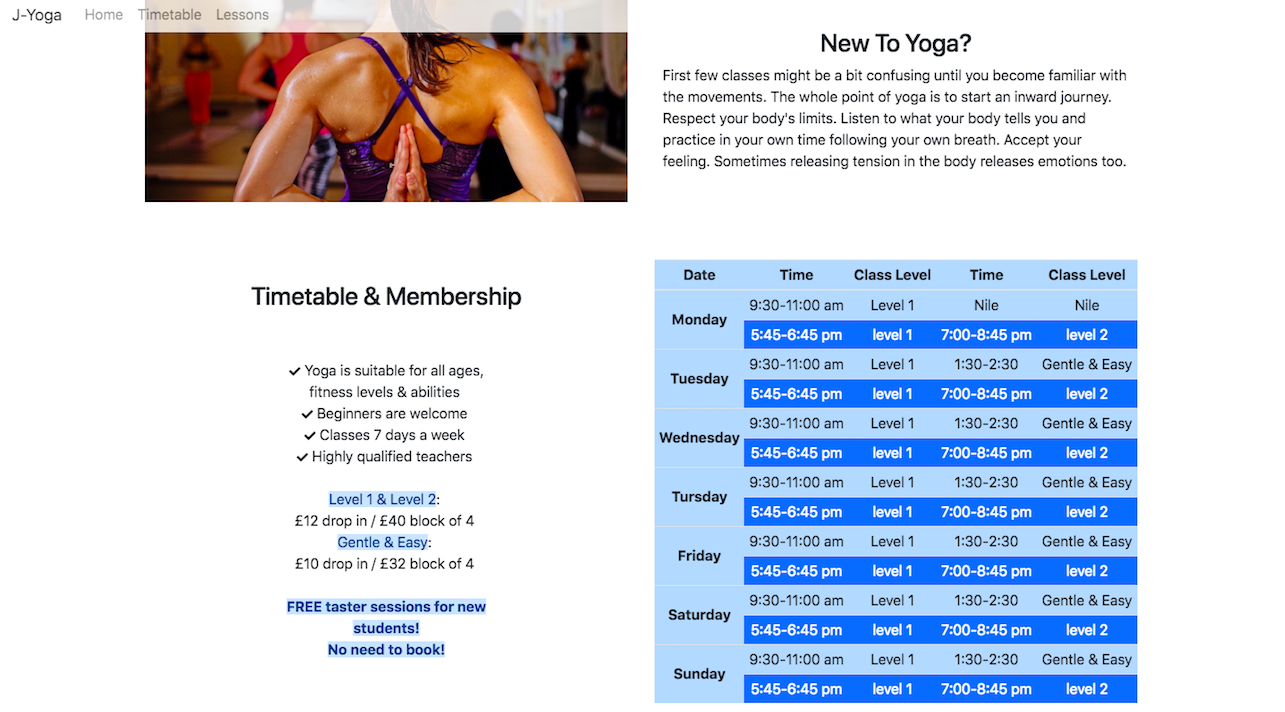 J-Yoga Home Timetable Lessons
New To Yoga?
First few classes might be a bit confusing until you become familiar with
the movements. The whole point of yoga is to start an inward journey.
Respect your body's limits. Listen to what your body tells you and
practice in your own time following your own breath. Accept your
feeling. Sometimes releasing tension in the body releases emotions too.
Timetable & Membership
✓ Yoga is suitable for all ages,
fitness levels & abilities
✓ Beginners are welcome
✓ Classes 7 days a week
✓ Highly qualified teachers
Level 1 & Level 2:
£12 drop in / £40 block of 4
Gentle & Easy:
£10 drop in / £32 block of 4
FREE taster sessions for new
students!
No need to book!
Date Time Class Level Time Class Level
Monday 9:30-11:00 am Level 1 Nile Nile
5:45-6:45 pm level 1 7:00-8:45 pm level 2
Tuesday 9:30-11:00 am Level 1 1:30-2:30 Gentle & Easy
5:45-6:45 pm level 1 7:00-8:45 pm level 2
Wednesday 9:30-11:00 am Level 1 1:30-2:30 Gentle & Easy
5:45-6:45 pm level 1 7:00-8:45 pm level 2
Tursday 9:30-11:00 am Level 1 1:30-2:30 Gentle & Easy
5:45-6:45 pm level 1 7:00-8:45 pm level 2
Friday 9:30-11:00 am Level 1 1:30-2:30 Gentle & Easy
5:45-6:45 pm level 1 7:00-8:45 pm level 2
Saturday 9:30-11:00 am Level 1 1:30-2:30 Gentle & Easy
5:45-6:45 pm level 1 7:00-8:45 pm level 2
Sunday 9:30-11:00 am Level 1 1:30-2:30 Gentle & Easy
5:45-6:45 pm level 1 7:00-8:45 pm level 2